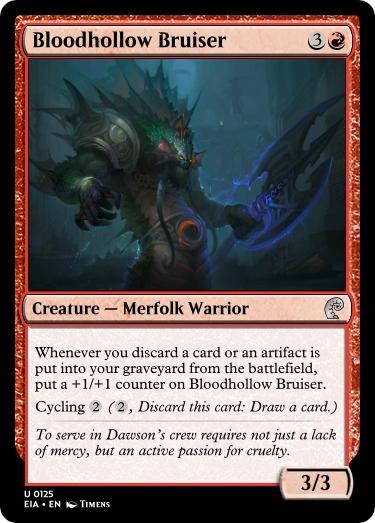 Bloodhollow Bruiser 3
Creature — Merfolk Warrior
Whenever you discard a card or an artifact is
put into your graveyard from the battlefield,
put a +1/+1 counter on Bloodhollow Bruiser.
Cycling 2 (2, Discard this card: Draw a card.)
To serve in Dawson's crew requires not just a lack
of mercy, but an active passion for cruelty.
3/3
U 0125
EIA • EN TIMENS